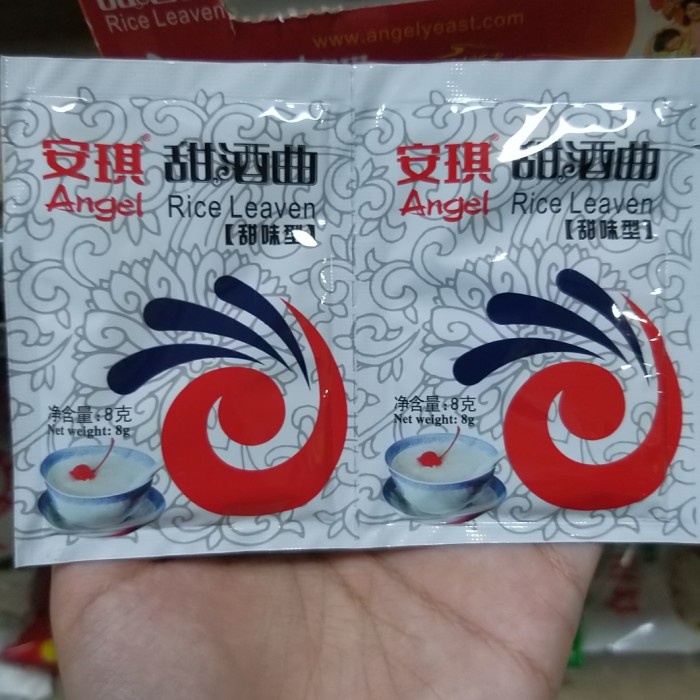 Rice Leaven
www.angelyeast.com
安琪® 甜酒曲
Angel Rice Leaven
【甜味型】
净含量:8克
Net weight: 8g
安琪® 甜酒曲
Angel Rice Leaven
【甜味型】
净含量:8克
Net weight: 8g